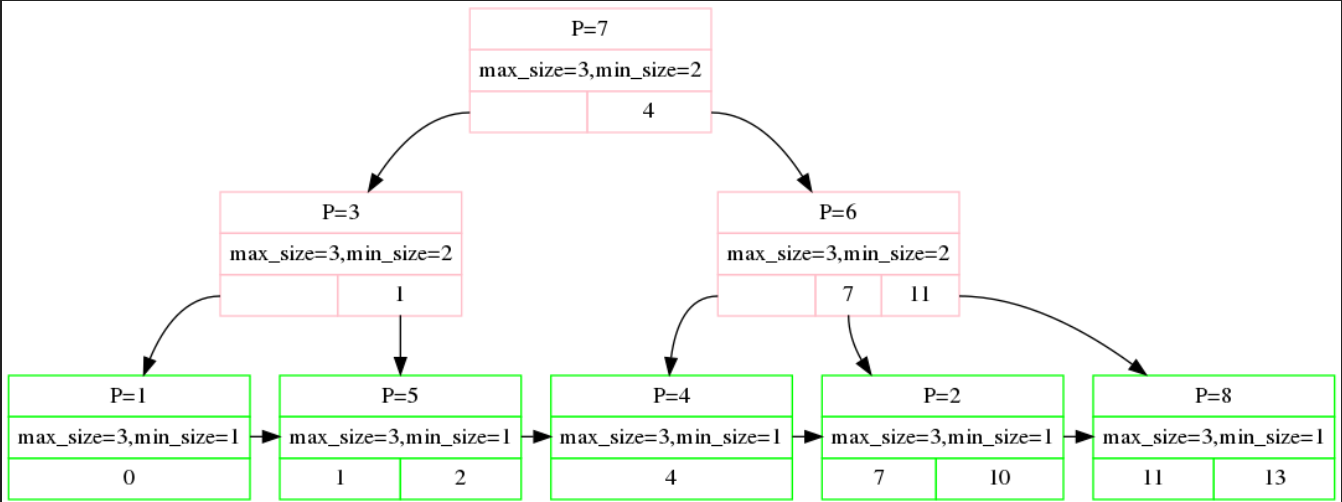 P=7
max_size=3,min_size=2
4
P=3
P=6
max_size=3,min_size=2
max_size=3,min_size=2
1
7
11
P=1
P=5
P=4
P=2
P=8
max_size=3,min_size=1
max_size=3,min_size=1
max_size=3,min_size=1
max_size=3,min_size=1
max_size=3,min_size=1
0
1
2
4
7
10
11
13